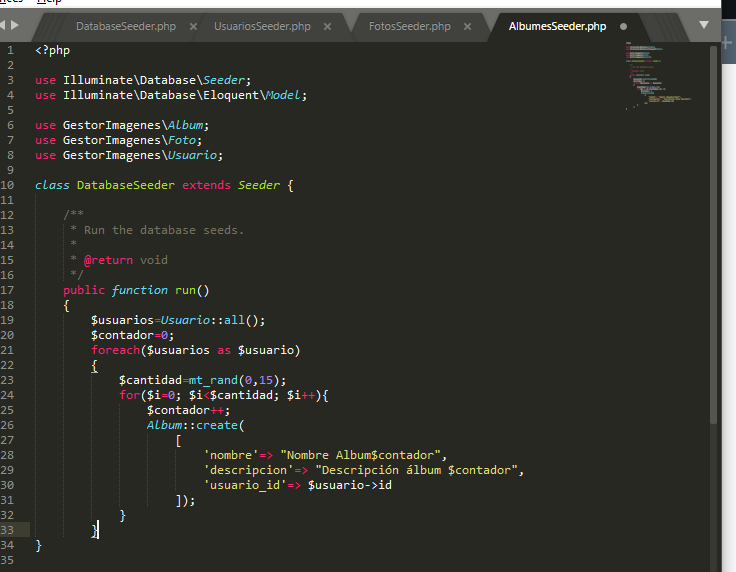 Help
DatabaseSeeder.php × UsuariosSeeder.php × FotosSeeder.php × AlbumesSeeder.php
1 <?php
2
3 use Illuminate\Database\Seeder;
4 use Illuminate\Database\Eloquent\Model;
5
6 use GestorImagenes\Album;
7 use GestorImagenes\Foto;
8 use GestorImagenes\Usuario;
9
10 class DatabaseSeeder extends Seeder {
11
12 /**
13 * Run the database seeds.
14 *
15 * @return void
16 */
17 public function run()
18 {
19 $usuarios=Usuario::all();
20 $contador=0;
21 foreach($usuarios as $usuario)
22 {
23 $cantidad=mt_rand(0,15);
24 for($i=0; $i<$cantidad; $i++){
25 $contador++;
26 Album::create(
27 [
28 'nombre'=> "Nombre Album$contador",
29 'descripcion'=> "Descripción álbum $contador",
30 'usuario_id'=> $usuario->id
31 ]);
32 }
33 }
34 }
35